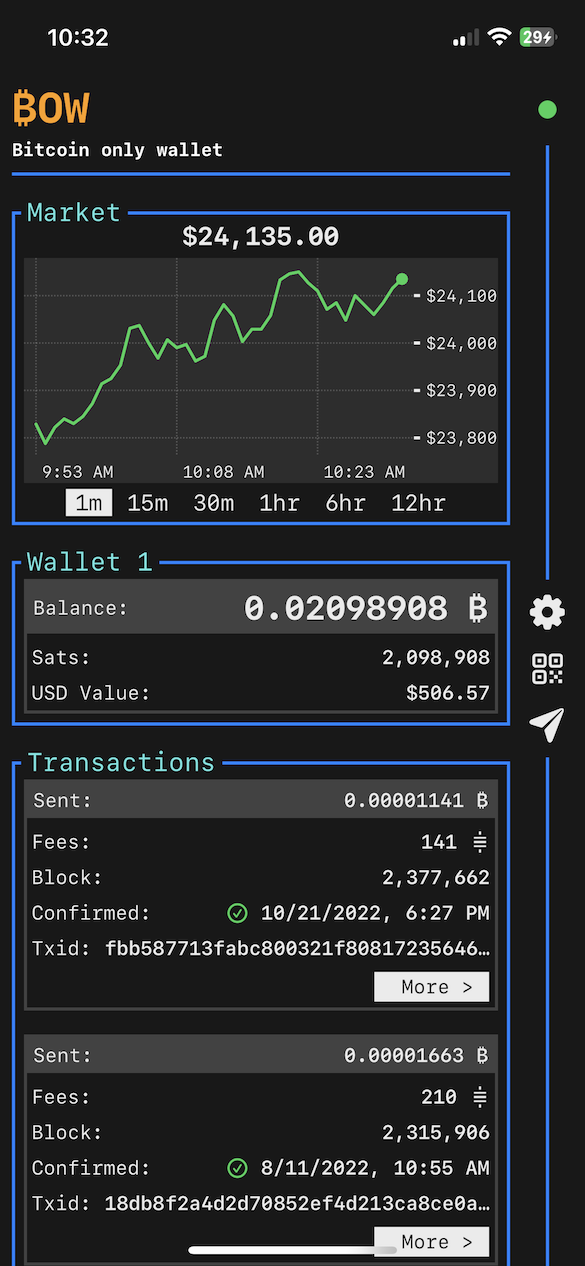 10:32
29
₿OW
Bitcoin only wallet
Market
$24,135.00
$24,100
$24,000
$23,900
$23,800
9:53 AM 10:08 AM 10:23 AM
1m 15m 30m 1hr 6hr 12hr
Wallet 1
Balance: 0.02098908 ₿
Sats: 2,098,908
USD Value: $506.57
Transactions
Sent: 0.00001141 ₿
Fees: 141
Block: 2,377,662
Confirmed: 10/21/2022, 6:27 PM
Txid: fbb587713fabc800321f80817235646…
More >
Sent: 0.00001663 ₿
Fees: 210
Block: 2,315,906
Confirmed: 8/11/2022, 10:55 AM
Txid: 18db8f2a4d2d70852ef4d213ca8ce0a…
More >